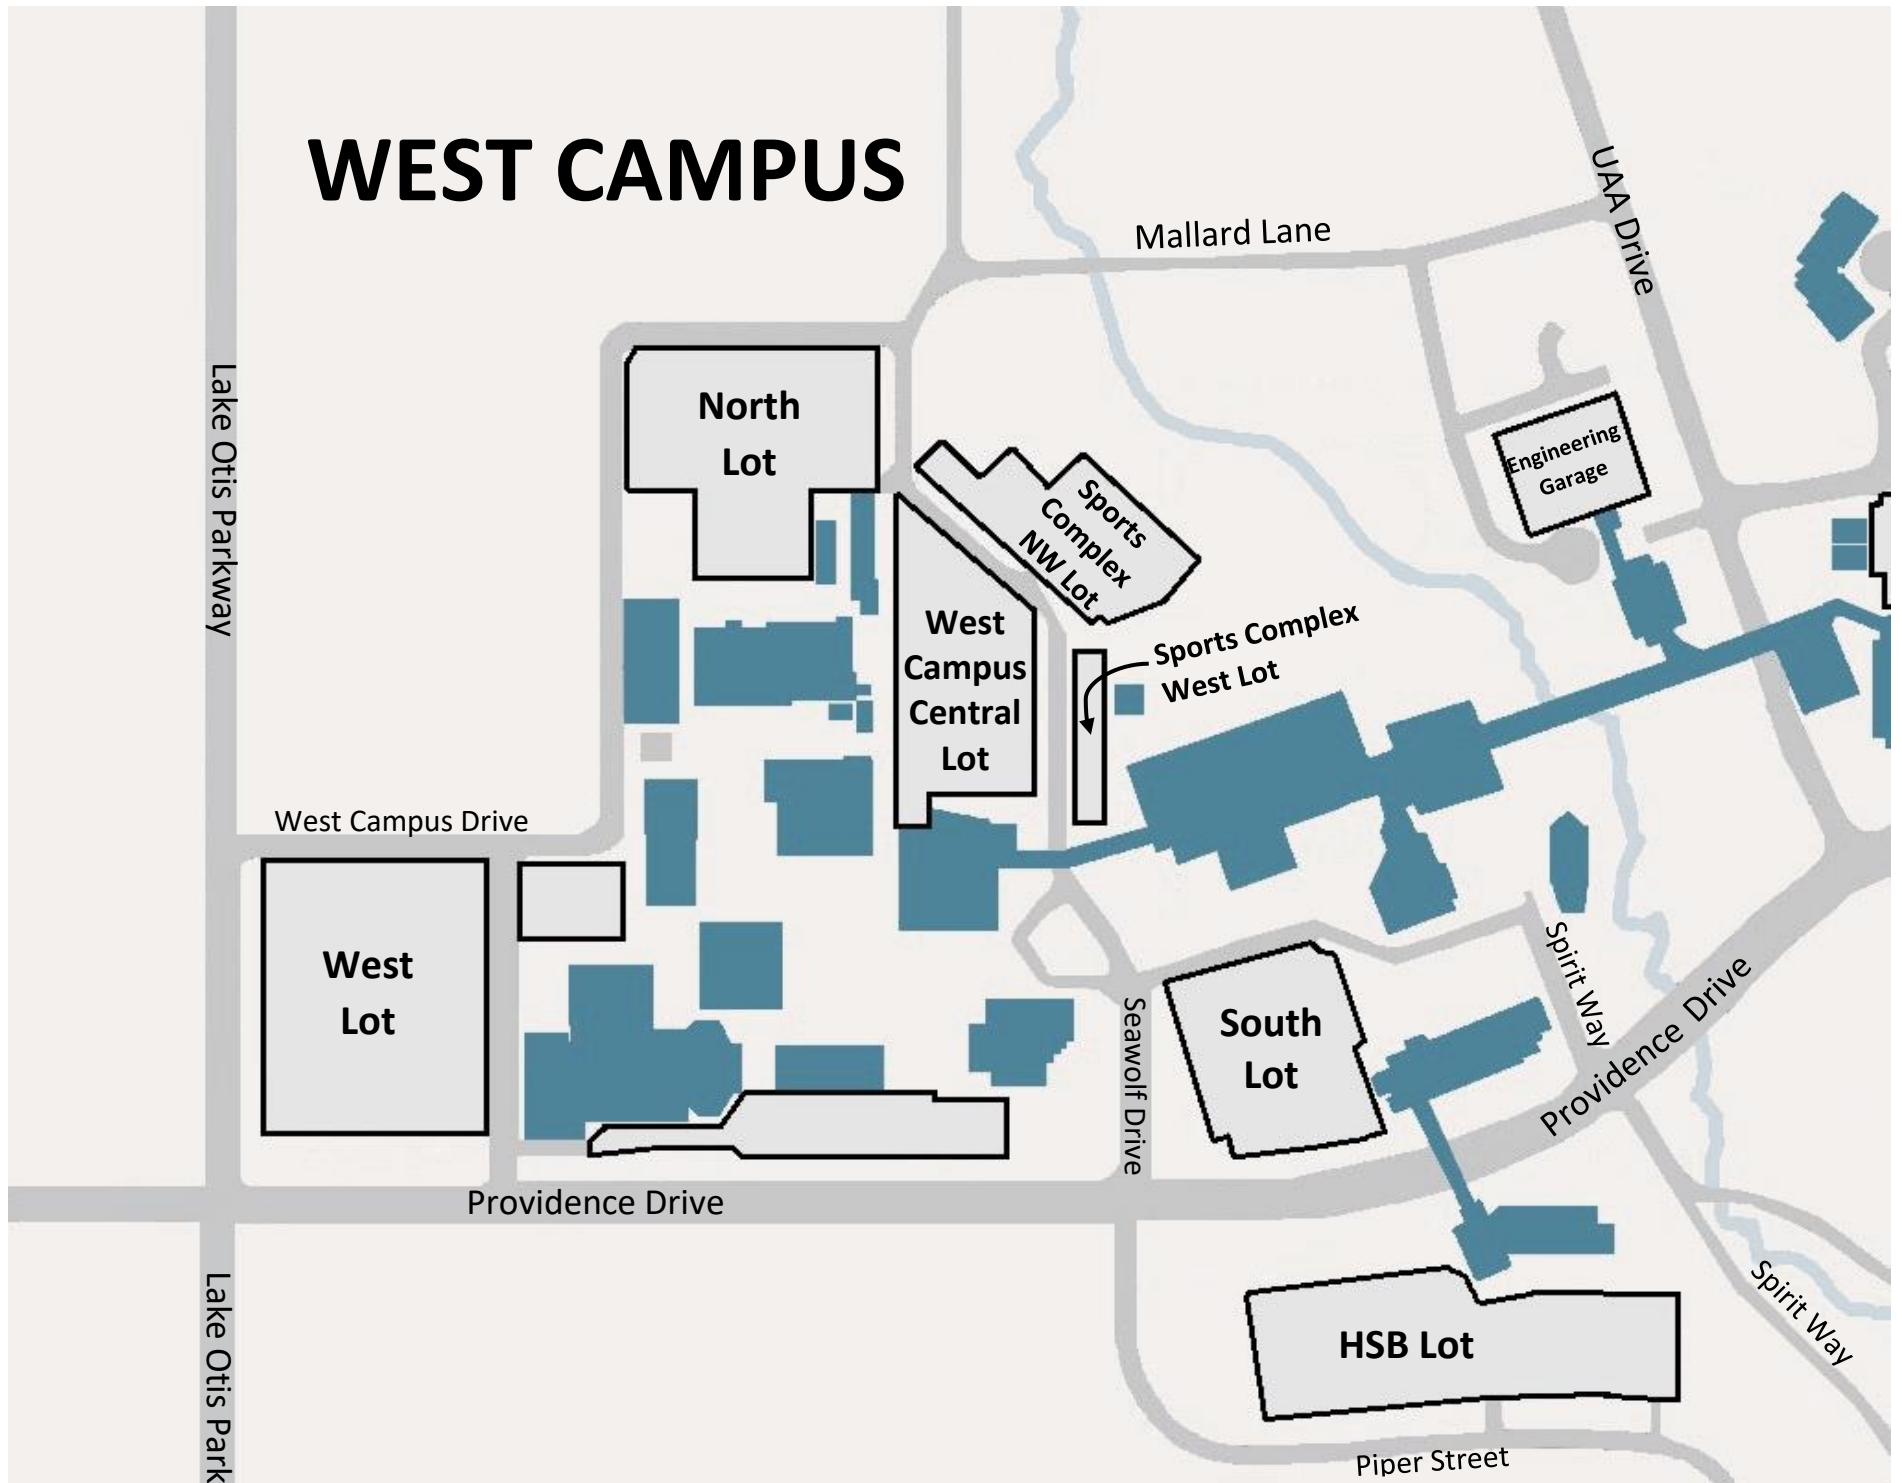 WEST CAMPUS
UAA Drive
Mallard Lane
Lake Otis Parkway
North
Lot
Engineering
Garage
Sports
Complex
NW Lot
West
Campus
Central
Lot
Sports Complex
West Lot
West Campus Drive
West
Lot
South
Lot
Spirit Way
Seawolf Drive
Providence Drive
Providence Drive
Lake Otis Park
HSB Lot
Spirit Way
Piper Street